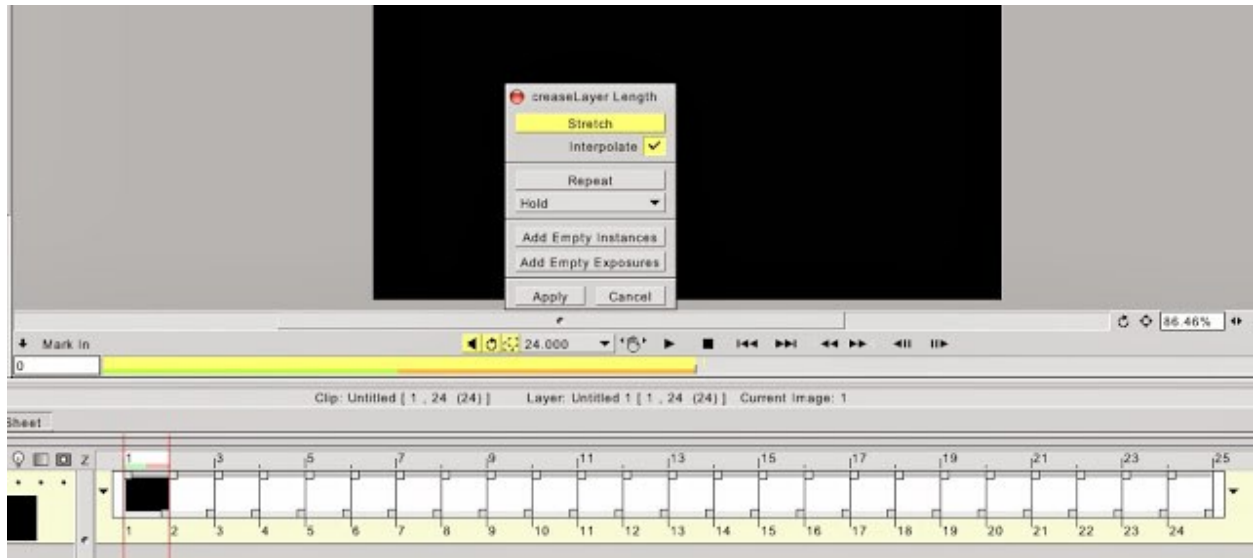 creaseLayer Length
Stretch
Interpolate
Repeat
Hold
Add Empty Instances
Add Empty Exposures
Apply Cancel
86.46%
Mark In 24.000
0
Clip: Untitled [ 1 , 24 (24) ] Layer: Untitled 1 [ 1 , 24 (24) ] Current Image: 1
Sheet
Z 1 3 5 7 9 11 13 15 17 19 21 23 25
1 2 3 4 5 6 7 8 9 10 11 12 13 14 15 16 17 18 19 20 21 22 23 24